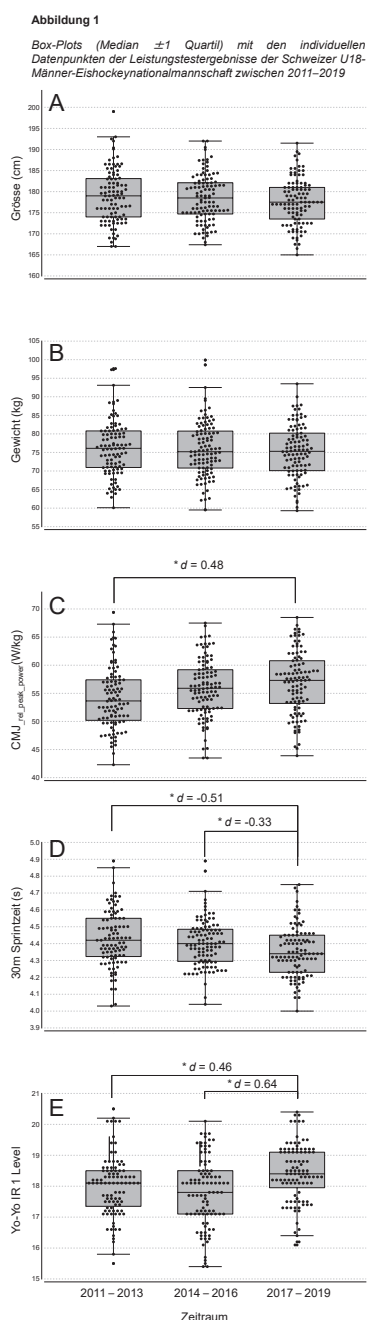 Abbildung 1
Box-Plots (Median ±1 Quartil) mit den individuellen
Datenpunkten der Leistungstestergebnisse der Schweizer U18-
Männer-Eishockeynationalmannschaft zwischen 2011–2019
A
Grösse (cm)
200
195
190
185
180
175
170
165
160
B
Gewicht (kg)
105
100
95
90
85
80
75
70
65
60
55
* d = 0.48
C
CMJ_rel_peak_power(W/kg)
70
65
60
55
50
45
40
* d = -0.51
* d = -0.33
D
30m Sprintzeit (s)
5.0
4.9
4.8
4.7
4.6
4.5
4.4
4.3
4.2
4.1
4.0
3.9
* d = 0.46
* d = 0.64
E
Yo-Yo IR 1 Level
21
20
19
18
17
16
15
2011 – 2013 2014 – 2016 2017 – 2019
Zeitraum